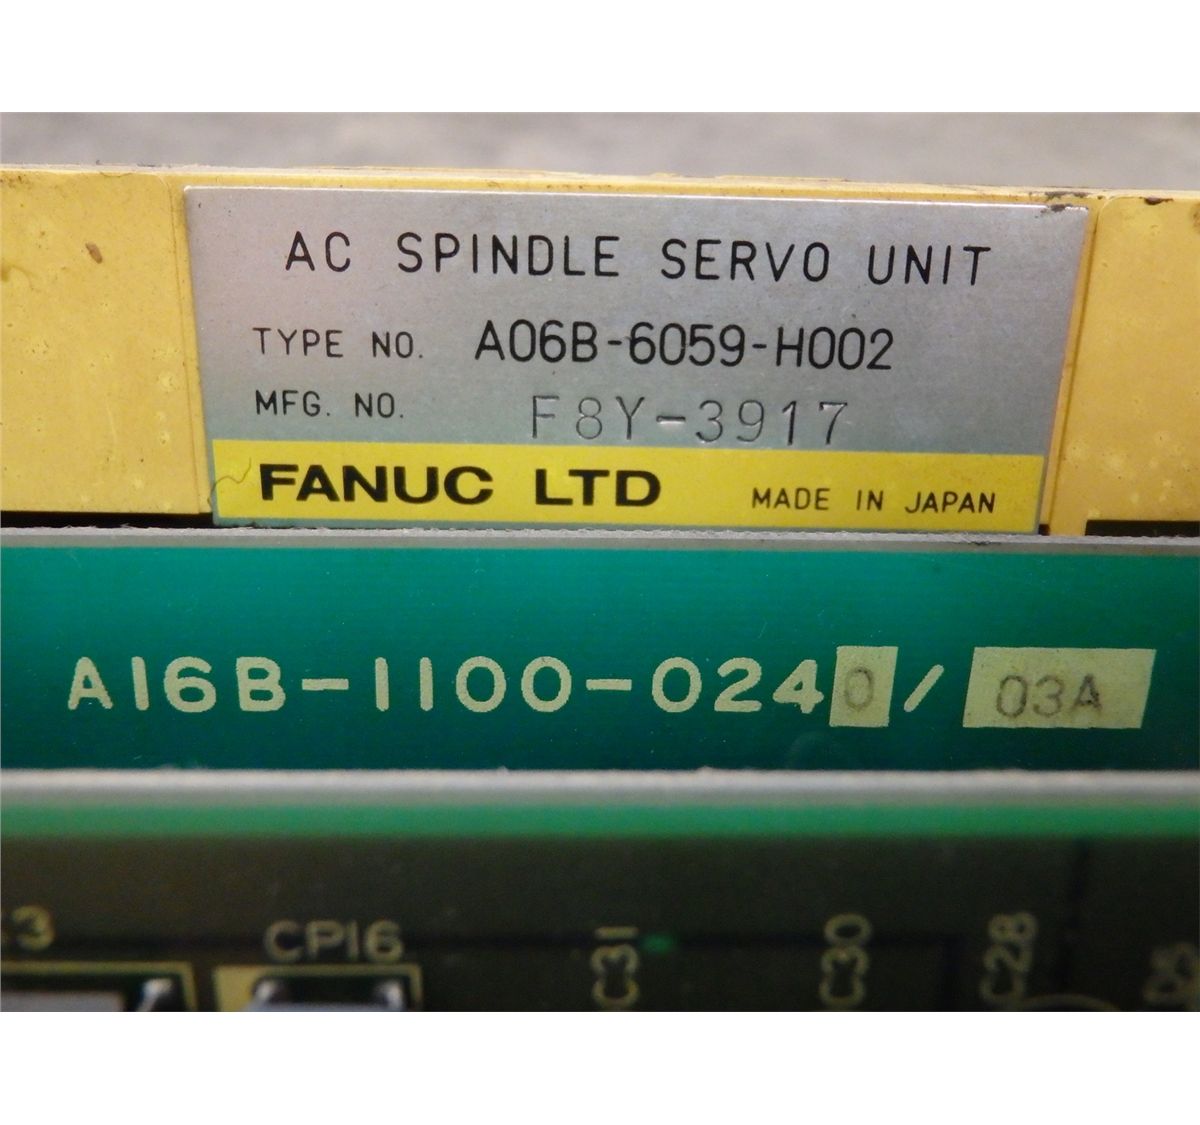 AC SPINDLE SERVO UNIT
TYPE NO. A06B-6059-H002
MFG. NO. F8Y-3917
FANUC LTD MADE IN JAPAN
A16B-1100-0240/03A
CP16
C31
C30
C28